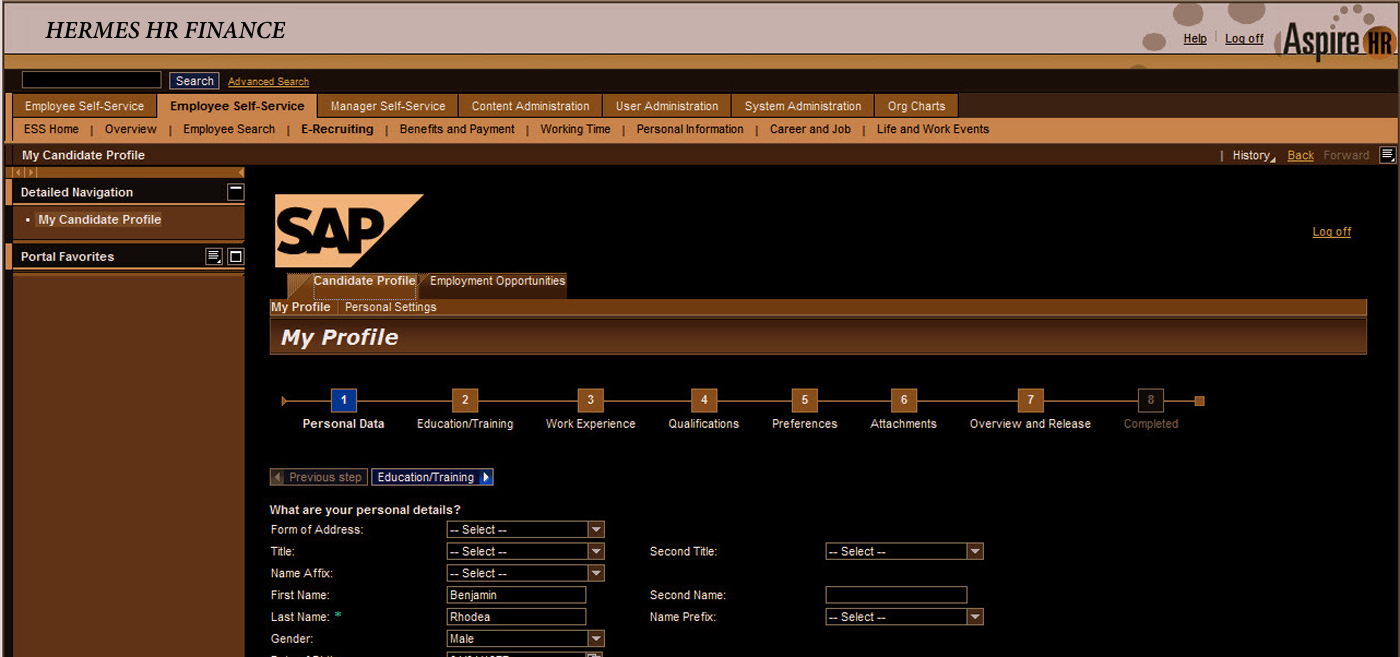 HERMES HR FINANCE
Help Log off Aspire HR
Search Advanced Search
Employee Self-Service Employee Self-Service Manager Self-Service Content Administration User Administration System Administration Org Charts
ESS Home | Overview | Employee Search | E-Recruiting | Benefits and Payment | Working Time | Personal Information | Career and Job | Life and Work Events
My Candidate Profile | History Back Forward
Detailed Navigation
• My Candidate Profile
Portal Favorites
SAP
Log off
Candidate Profile Employment Opportunities
My Profile | Personal Settings
My Profile
1 2 3 4 5 6 7 8
Personal Data Education/Training Work Experience Qualifications Preferences Attachments Overview and Release Completed
Previous step Education/Training
What are your personal details?
Form of Address: -- Select --
Title: -- Select -- Second Title: -- Select --
Name Affix: -- Select --
First Name: Benjamin Second Name:
Last Name: * Rhodea Name Prefix: -- Select --
Gender: Male